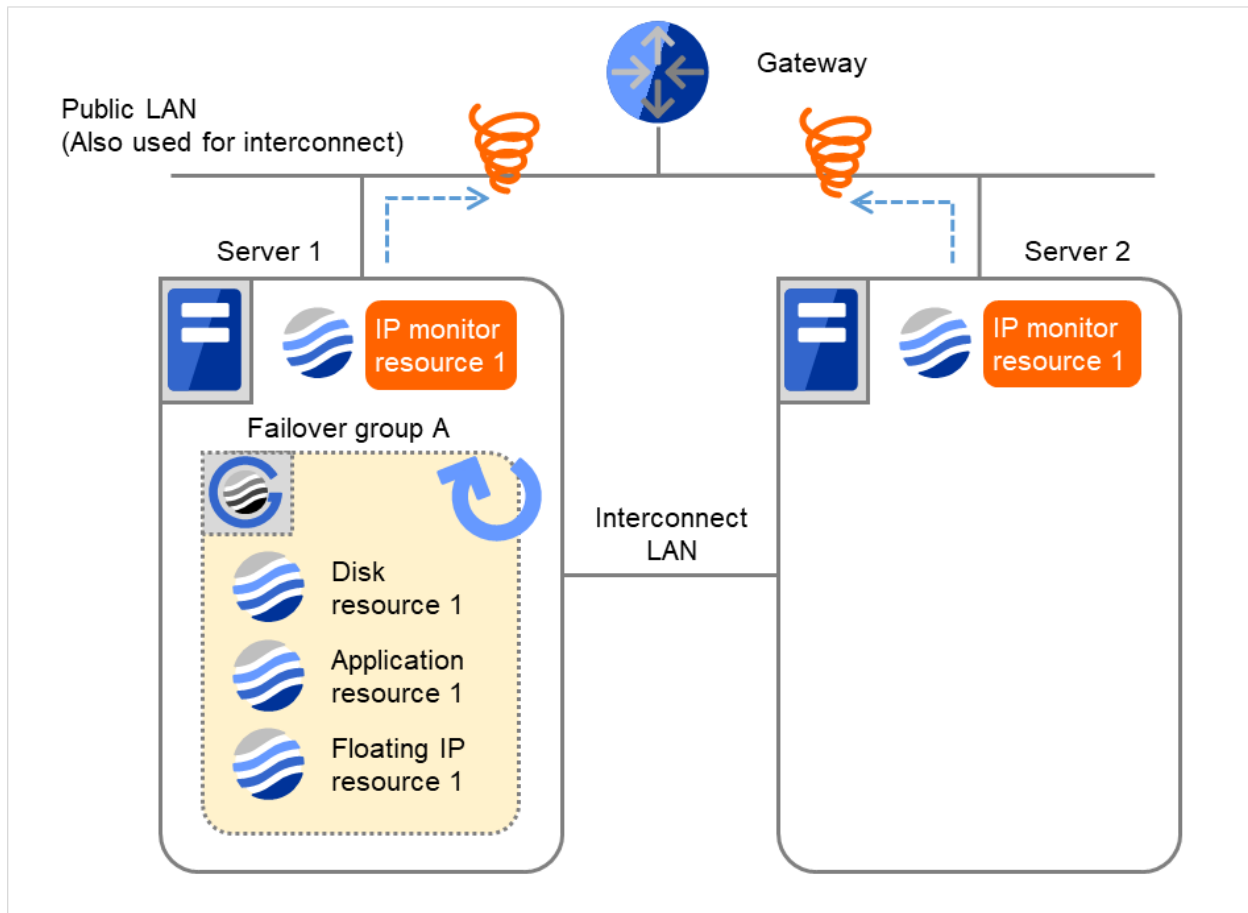 Gateway
Public LAN
(Also used for interconnect)
Server 1
Server 2
IP monitor
resource 1
IP monitor
resource 1
Failover group A
Interconnect
LAN
Disk
resource 1
Application
resource 1
Floating IP
resource 1